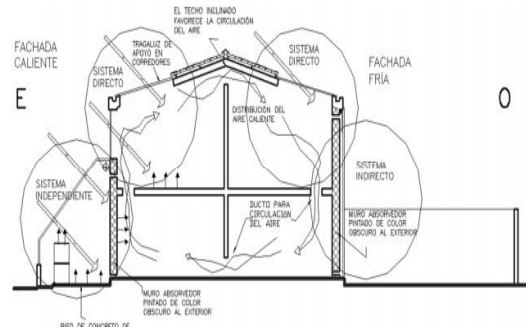 EL TECHO INCLINADO
FAVORECE LA CIRCULACIÓN
DEL AIRE
FACHADA
CALIENTE
TRAGALUZ DE
APOYO EN
CORREDORES
SISTEMA
DIRECTO
SISTEMA
DIRECTO
FACHADA
FRÍA
E
O
DISTRIBUCIÓN DEL
AIRE CALIENTE
SISTEMA
INDEPENDIENTE
SISTEMA
INDIRECTO
DUCTO PARA
CIRCULACIÓN
DEL AIRE
MURO ABSORVEDOR
PINTADO DE COLOR
OBSCURO AL EXTERIOR
MURO ABSORVEDOR
PINTADO DE COLOR
OBSCURO AL EXTERIOR
PISO DE CONCRETO DE